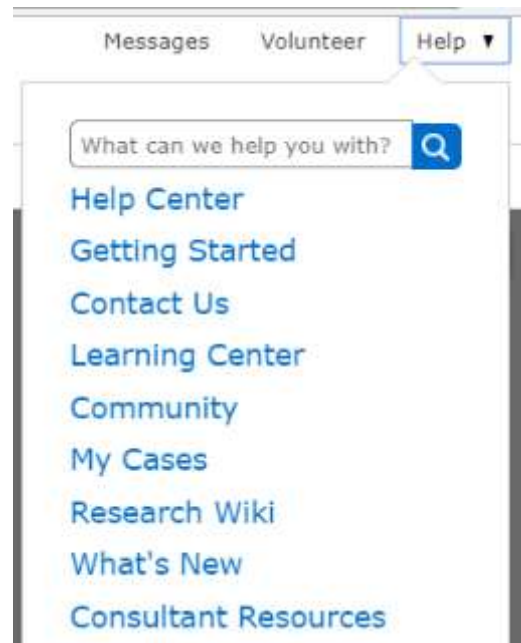 Messages Volunteer Help ▼
What can we help you with?
Help Center
Getting Started
Contact Us
Learning Center
Community
My Cases
Research Wiki
What's New
Consultant Resources